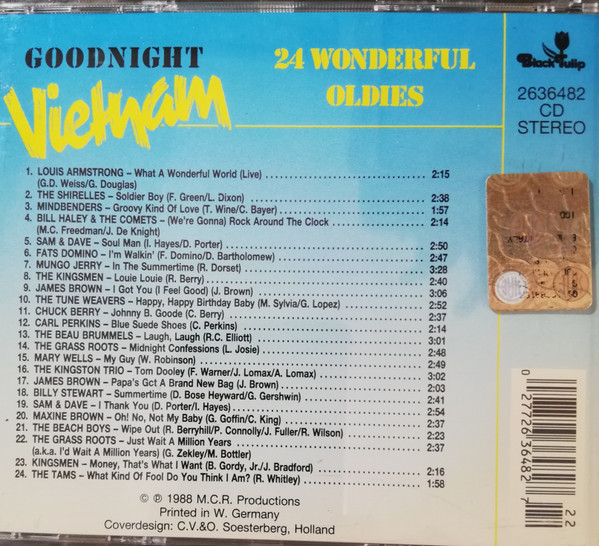 GOODNIGHT
Vietnam
24 WONDERFUL
OLDIES
Black Tulip
2636482
CD
STEREO
1. LOUIS ARMSTRONG – What A Wonderful World (Live) 2:15
(G.D. Weiss/G. Douglas)
2. THE SHIRELLES – Soldier Boy (F. Green/L. Dixon) 2:38
3. MINDBENDERS – Groovy Kind Of Love (T. Wine/C. Bayer) 1:57
4. BILL HALEY & THE COMETS – (We're Gonna) Rock Around The Clock 2:14
(M.C. Freedman/J. De Knight)
5. SAM & DAVE – Soul Man (I. Hayes/D. Porter) 2:50
6. FATS DOMINO – I'm Walkin' (F. Domino/D. Bartholomew) 2:47
7. MUNGO JERRY – In The Summertime (R. Dorset) 3:28
8. THE KINGSMEN – Louie Louie (R. Berry) 2:40
9. JAMES BROWN – I Got You (I Feel Good) (J. Brown) 3:06
10. THE TUNE WEAVERS – Happy, Happy Birthday Baby (M. Sylvia/G. Lopez) 2:52
11. CHUCK BERRY – Johnny B. Goode (C. Berry) 2:37
12. CARL PERKINS – Blue Suede Shoes (C. Perkins) 2:14
13. THE BEAU BRUMMELS – Laugh, Laugh (R.C. Elliott) 3:01
14. THE GRASS ROOTS – Midnight Confessions (L. Josie) 2:48
15. MARY WELLS – My Guy (W. Robinson) 2:49
16. THE KINGSTON TRIO – Tom Dooley (F. Warner/J. Lomax/A. Lomax) 3:02
17. JAMES BROWN – Papa's Gct A Brand New Bag (J. Brown) 2:03
18. BILLY STEWART – Summertime (D. Bose Heyward/G. Gershwin) 2:41
19. SAM & DAVE – I Thank You (D. Porter/I. Hayes) 2:54
20. MAXINE BROWN – Oh! No, Not My Baby (G. Goffin/C. King) 2:37
21. THE BEACH BOYS – Wipe Out (R. Berryhill/P. Connolly/J. Fuller/R. Wilson) 2:23
22. THE GRASS ROOTS – Just Wait A Million Years 2:37
(a.k.a. I'd Wait A Million Years) (G. Zekley/M. Bottler)
23. KINGSMEN – Money, That's What I Want (B. Gordy, Jr./J. Bradford) 2:16
24. THE TAMS – What Kind Of Fool Do You Think I Am? (R. Whitley) 1:58
© ℗ 1988 M.C.R. Productions
Printed in W. Germany
Coverdesign: C.V.&O. Soesterberg, Holland
0 27726 36482 7
22